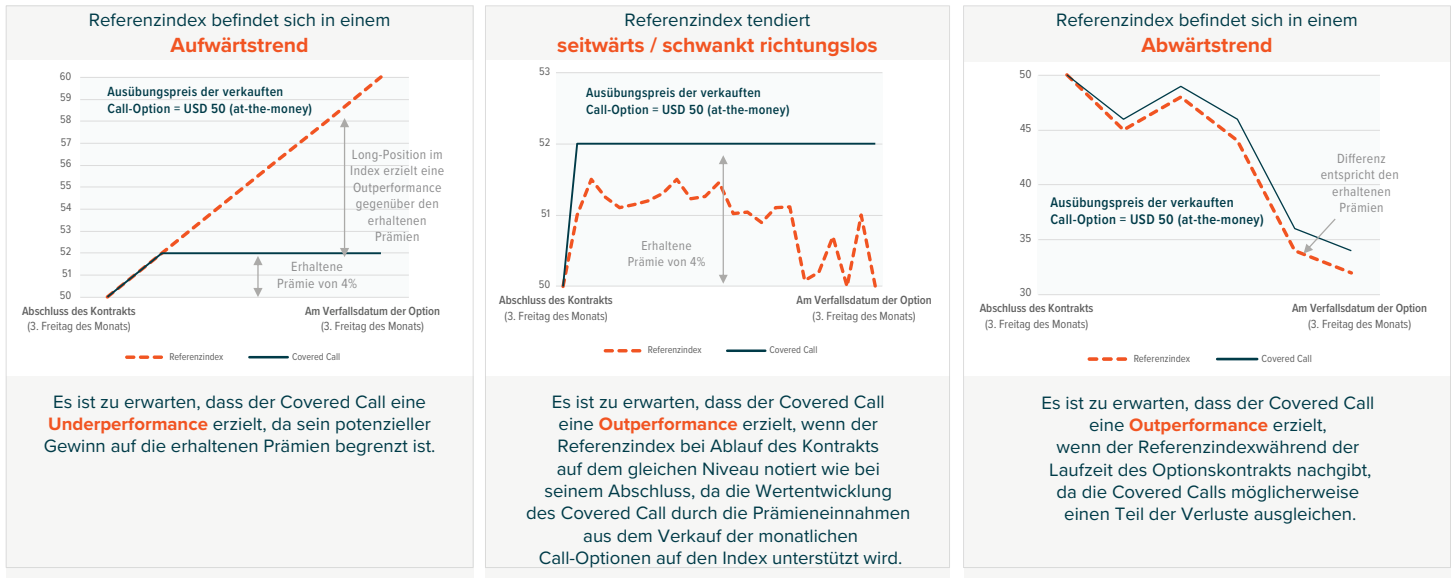 Referenzindex befindet sich in einem
Aufwärtstrend
60
59
58
57
56
55
54
53
52
51
50
Ausübungspreis der verkauften
Call-Option = USD 50 (at-the-money)
Long-Position im
Index erzielt eine
Outperformance
gegenüber den
erhaltenen
Prämien
Erhaltene
Prämie von 4%
Abschluss des Kontrakts
(3. Freitag des Monats)
Am Verfallsdatum der Option
(3. Freitag des Monats)
Referenzindex
Covered Call
Es ist zu erwarten, dass der Covered Call eine
Underperformance erzielt, da sein potenzieller
Gewinn auf die erhaltenen Prämien begrenzt ist.
Referenzindex tendiert
seitwärts / schwankt richtungslos
53
52
51
50
Ausübungspreis der verkauften
Call-Option = USD 50 (at-the-money)
Erhaltene
Prämie von 4%
Abschluss des Kontrakts
(3. Freitag des Monats)
Am Verfallsdatum der Option
(3. Freitag des Monats)
Referenzindex
Covered Call
Es ist zu erwarten, dass der Covered Call
eine Outperformance erzielt, wenn der
Referenzindex bei Ablauf des Kontrakts
auf dem gleichen Niveau notiert wie bei
seinem Abschluss, da die Wertentwicklung
des Covered Call durch die Prämieneinnahmen
aus dem Verkauf der monatlichen
Call-Optionen auf den Index unterstützt wird.
Referenzindex befindet sich in einem
Abwärtstrend
50
45
40
35
30
Differenz
entspricht den
erhaltenen
Prämien
Ausübungspreis der verkauften
Call-Option = USD 50 (at-the-money)
Abschluss des Kontrakts
(3. Freitag des Monats)
Am Verfallsdatum der Option
(3. Freitag des Monats)
Referenzindex
Covered Call
Es ist zu erwarten, dass der Covered Call
eine Outperformance erzielt,
wenn der Referenzindexwährend der
Laufzeit des Optionskontrakts nachgibt,
da die Covered Calls möglicherweise
einen Teil der Verluste ausgleichen.